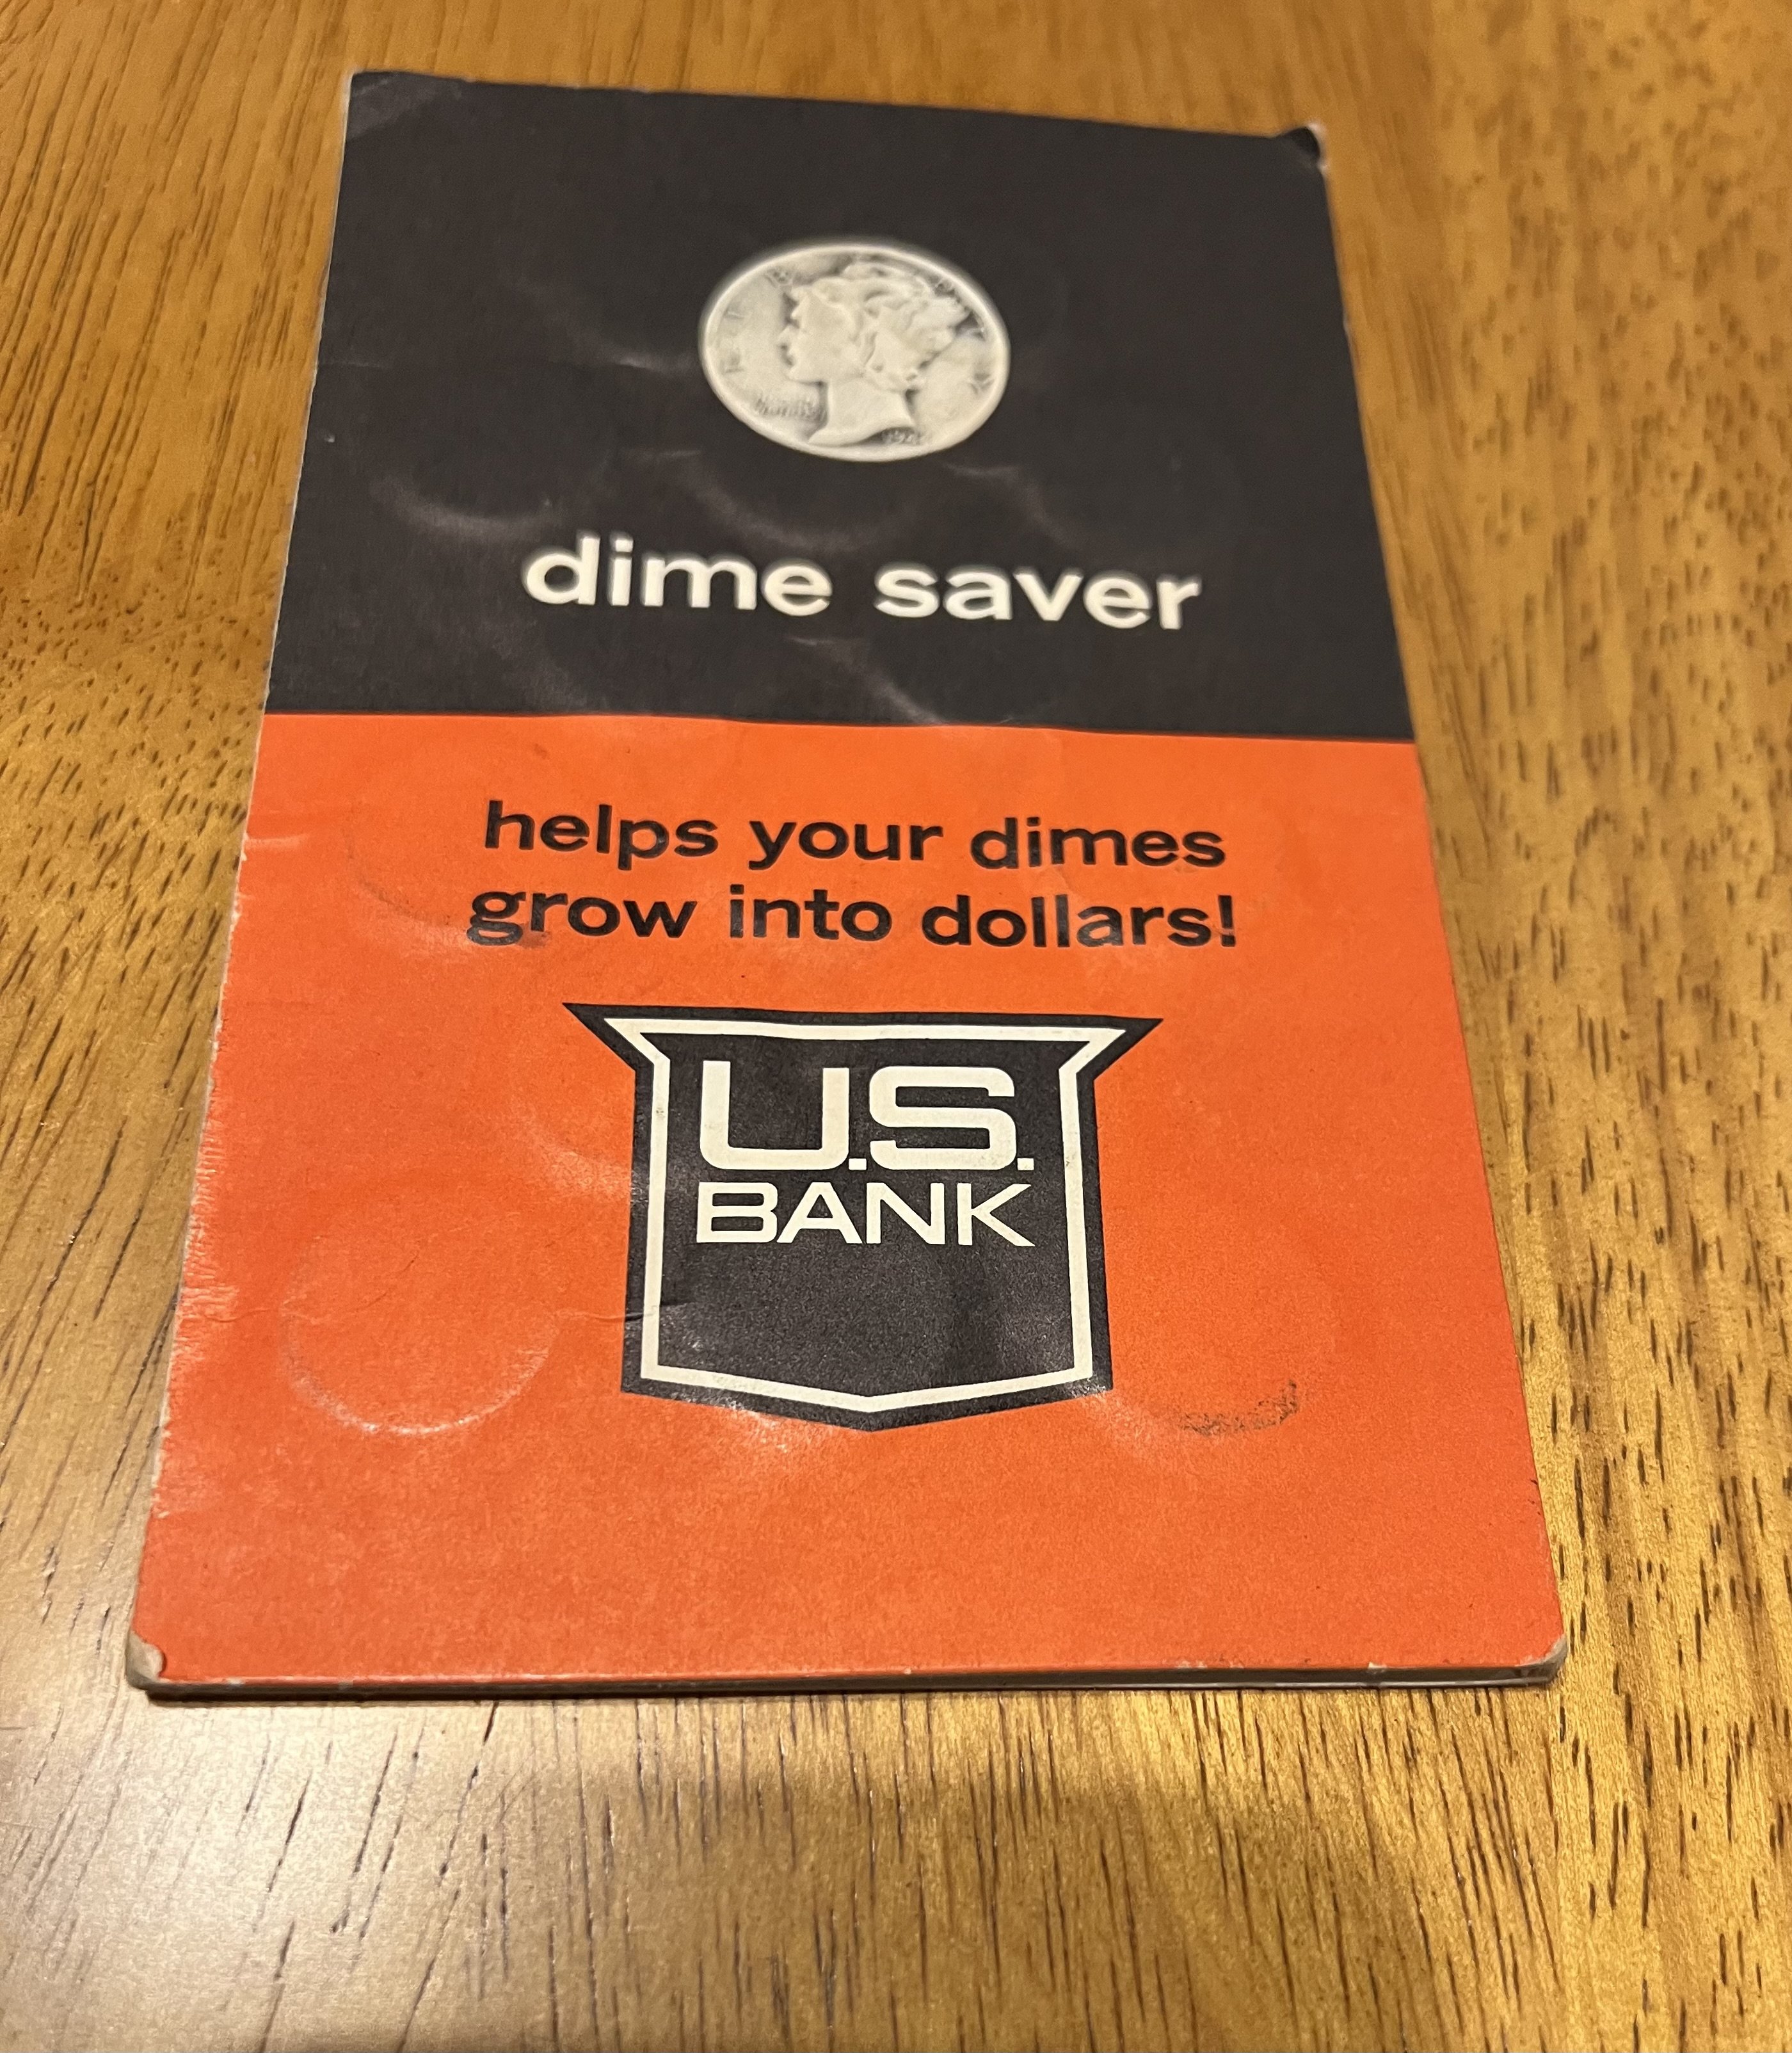 dime saver
helps your dimes
grow into dollars!
U.S.
BANK